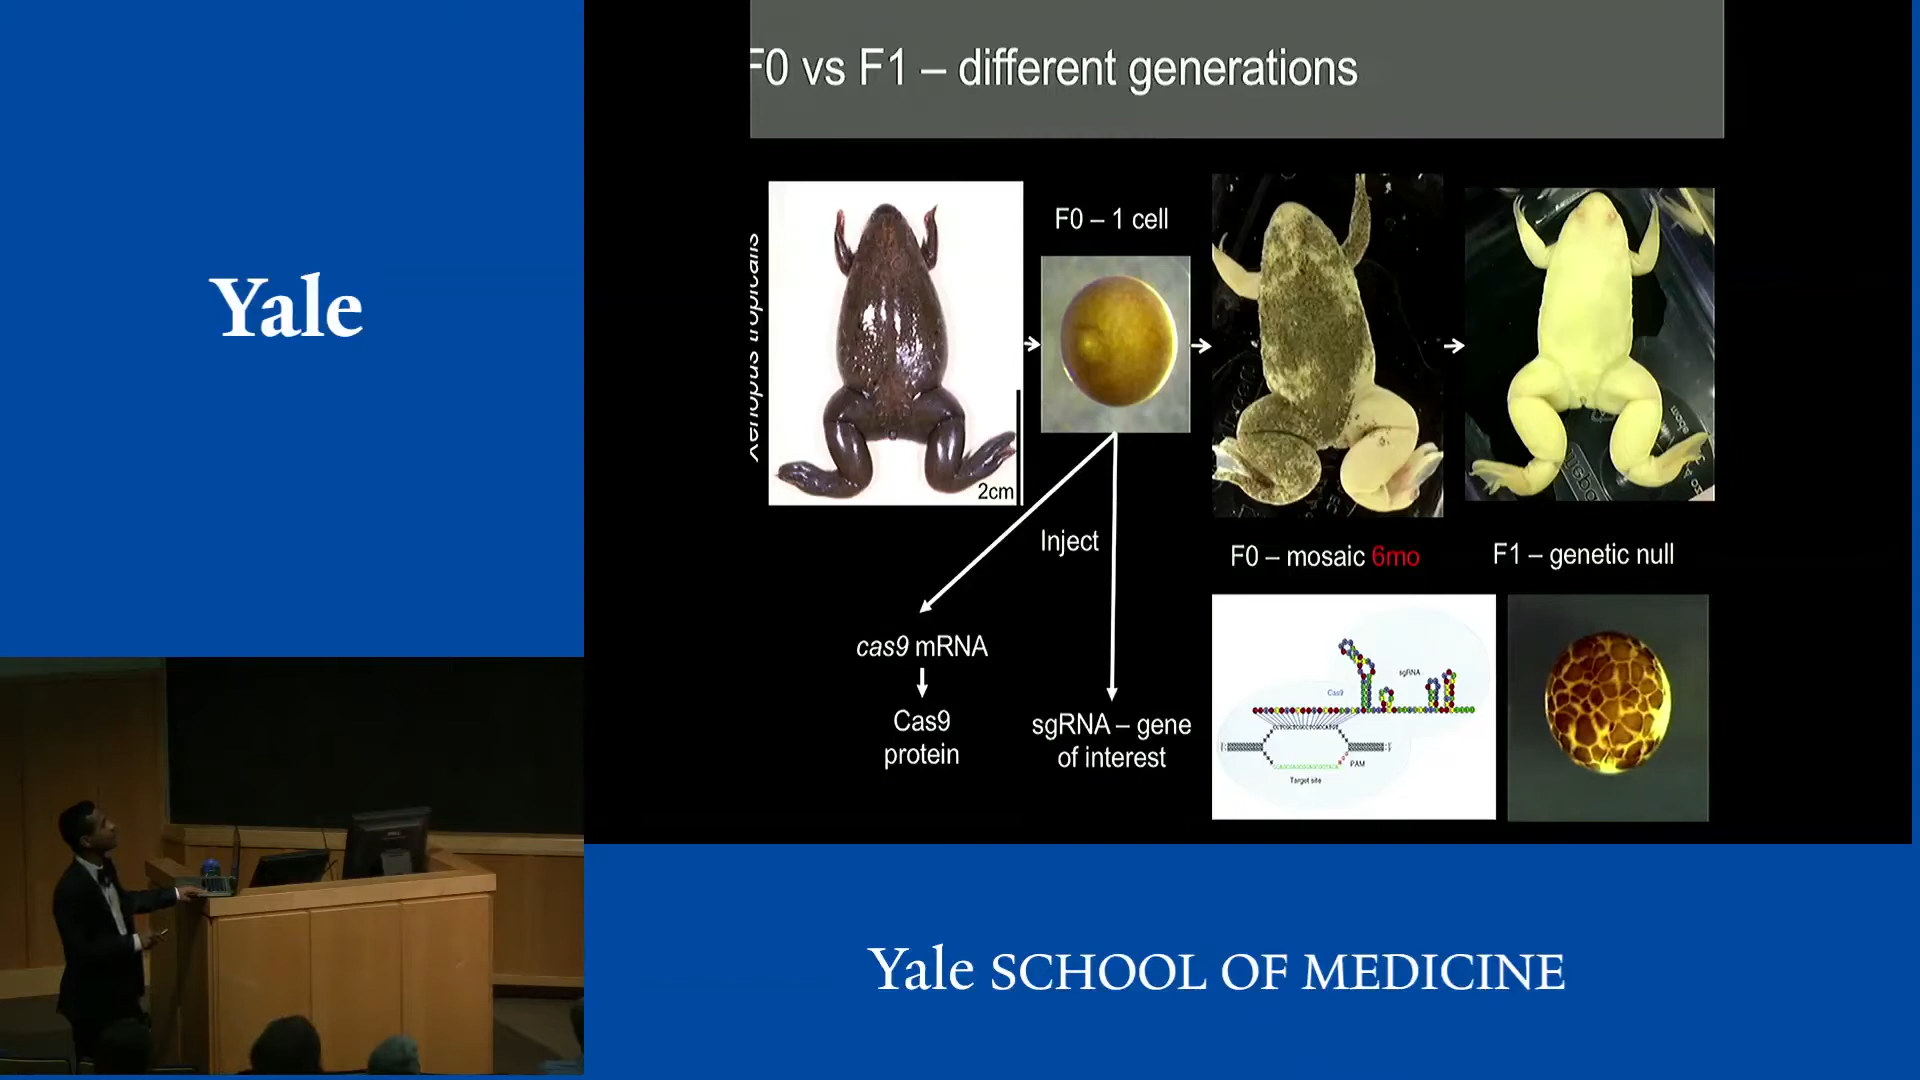 Yale
F0 vs F1 – different generations
Xenopus tropicalis
F0 – 1 cell
2cm
Inject
F0 – mosaic 6mo
F1 – genetic null
cas9 mRNA
Cas9
protein
sgRNA – gene
of interest
sgRNA
Cas9
PAM
Target site
Yale SCHOOL OF MEDICINE